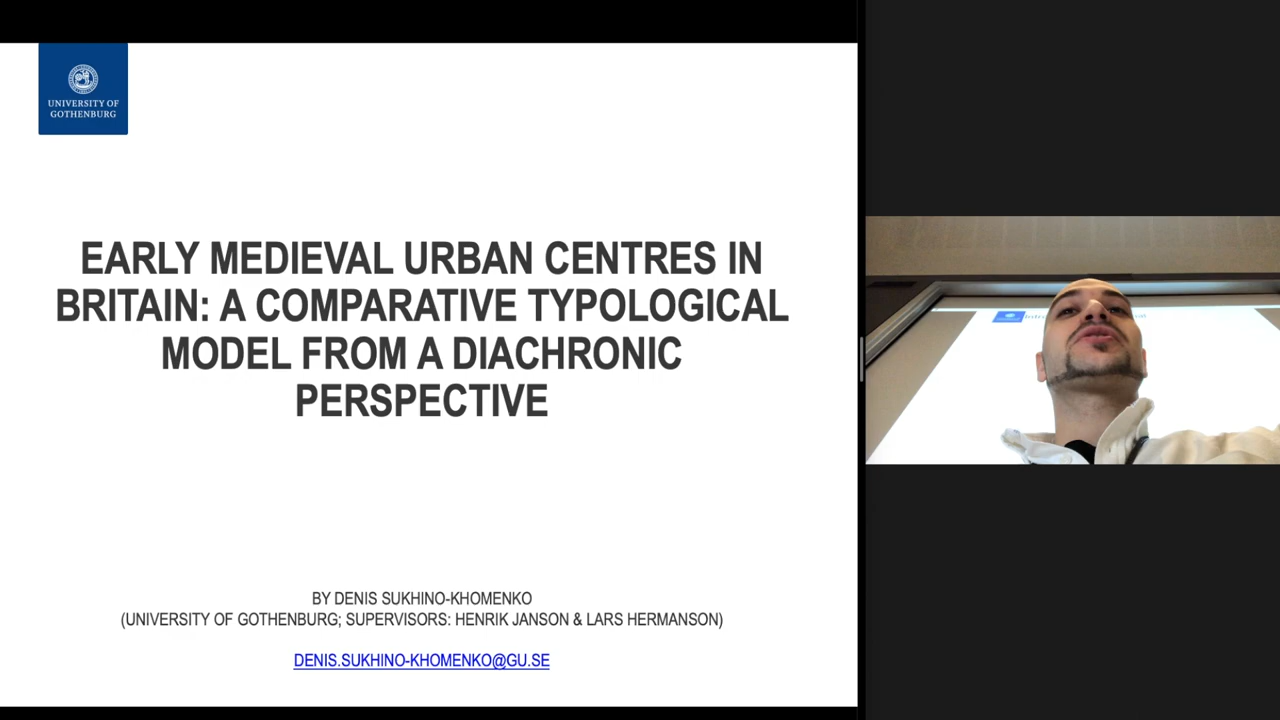 UNIVERSITY OF
GOTHENBURG
EARLY MEDIEVAL URBAN CENTRES IN
BRITAIN: A COMPARATIVE TYPOLOGICAL
MODEL FROM A DIACHRONIC
PERSPECTIVE
BY DENIS SUKHINO-KHOMENKO
(UNIVERSITY OF GOTHENBURG; SUPERVISORS: HENRIK JANSON & LARS HERMANSON)
DENIS.SUKHINO-KHOMENKO@GU.SE